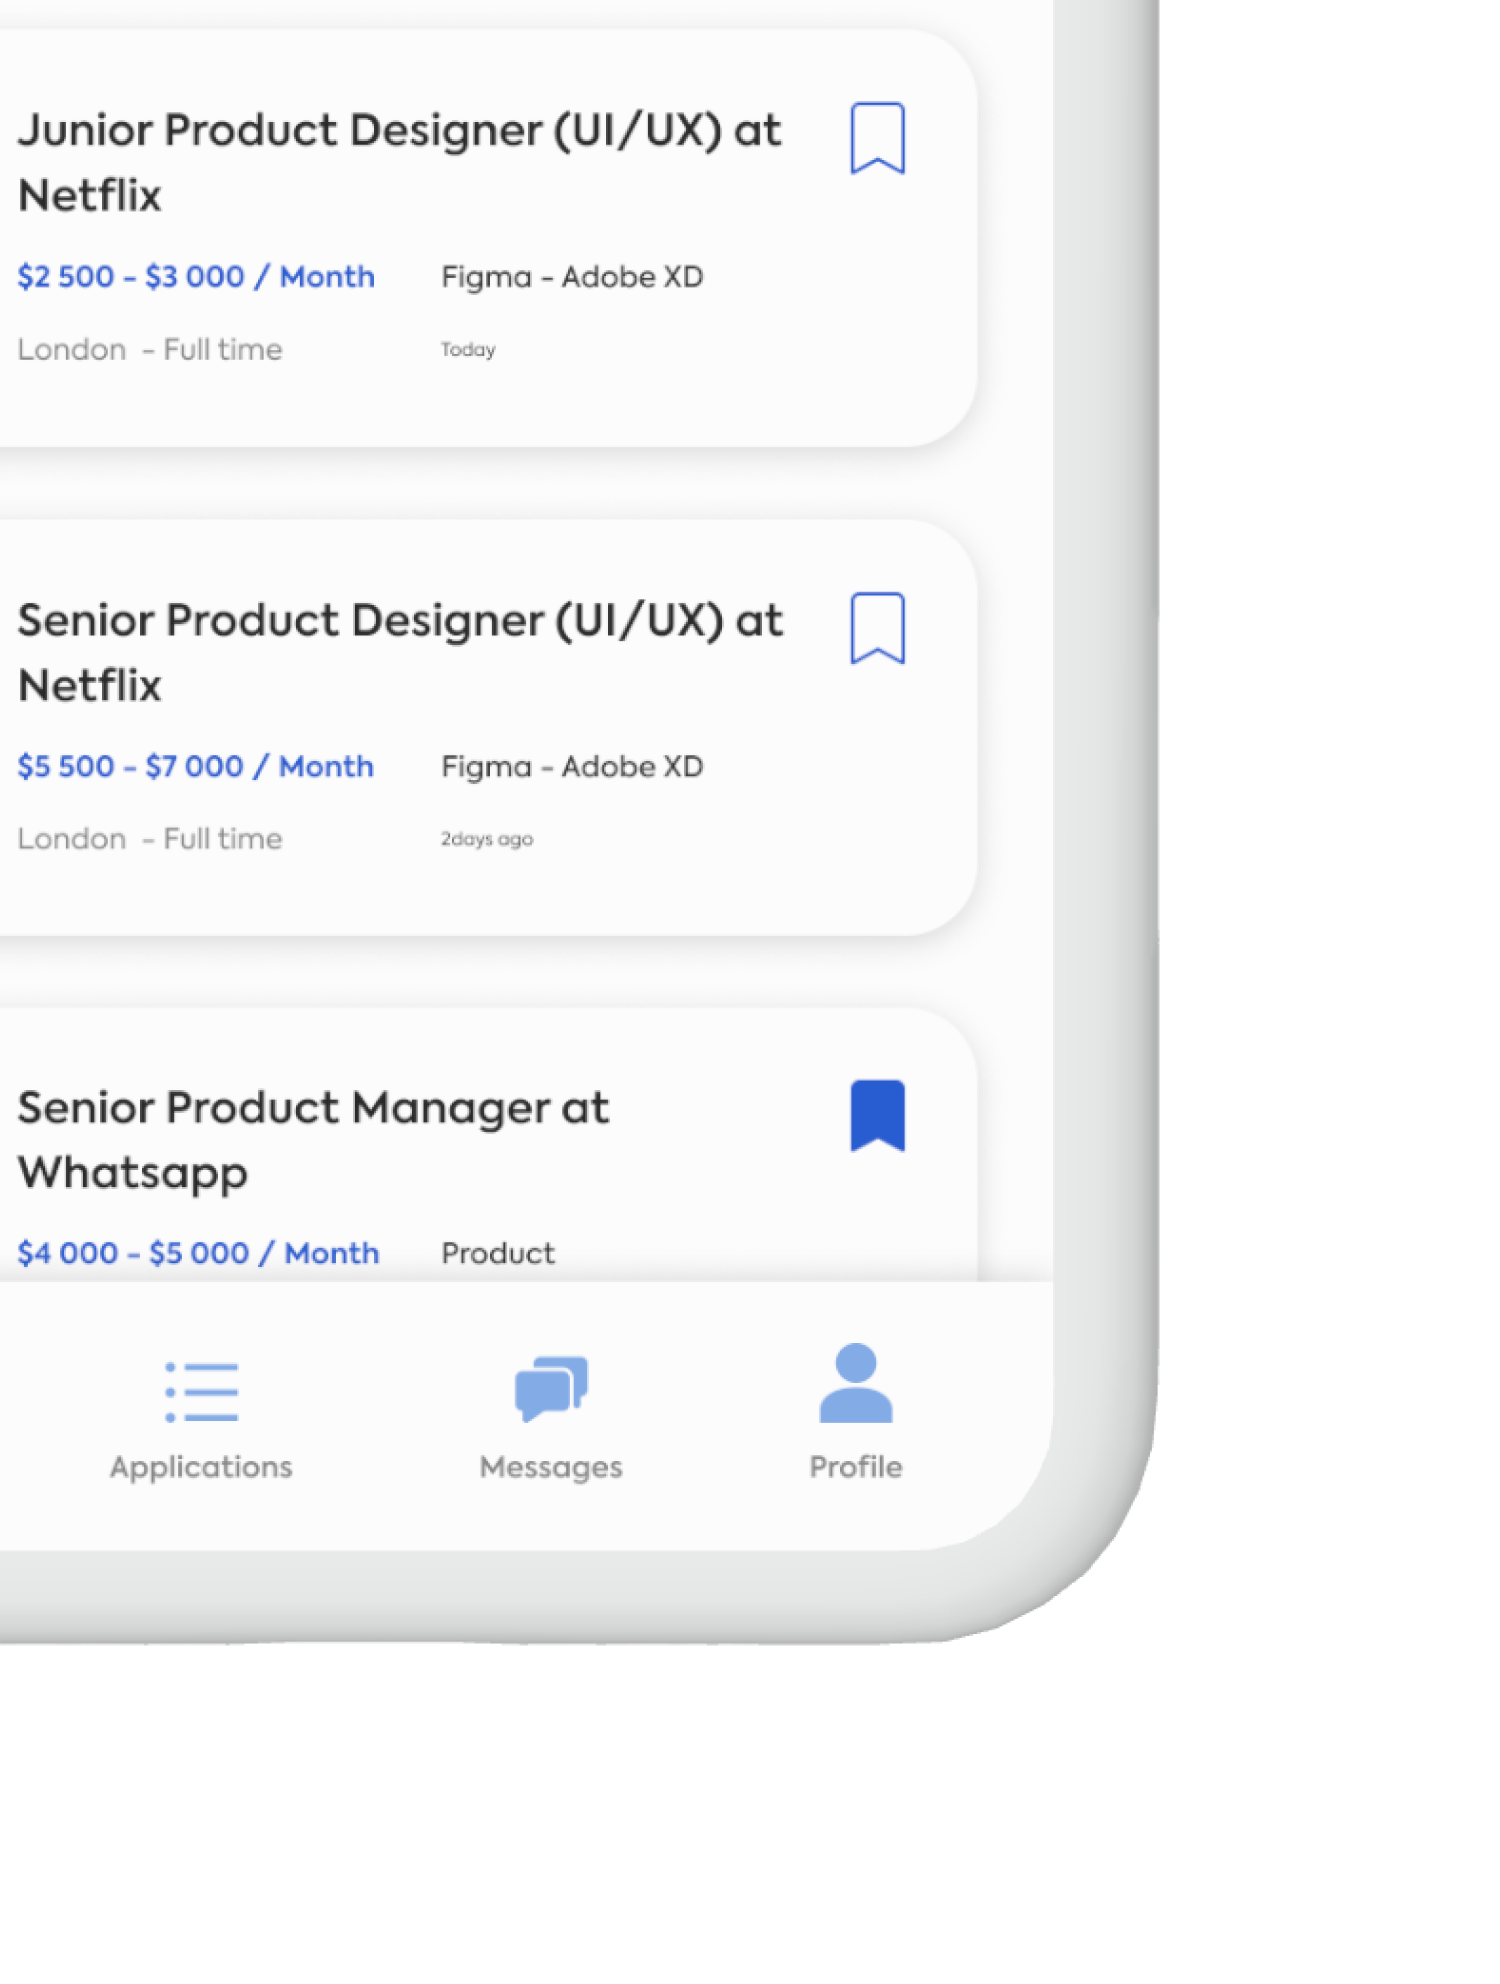 Junior Product Designer (UI/UX) at
Netflix
$2 500 - $3 000 / Month Figma - Adobe XD
London - Full time Today
Senior Product Designer (UI/UX) at
Netflix
$5 500 - $7 000 / Month Figma - Adobe XD
London - Full time 2days ago
Senior Product Manager at
Whatsapp
$4 000 - $5 000 / Month Product
Applications Messages Profile